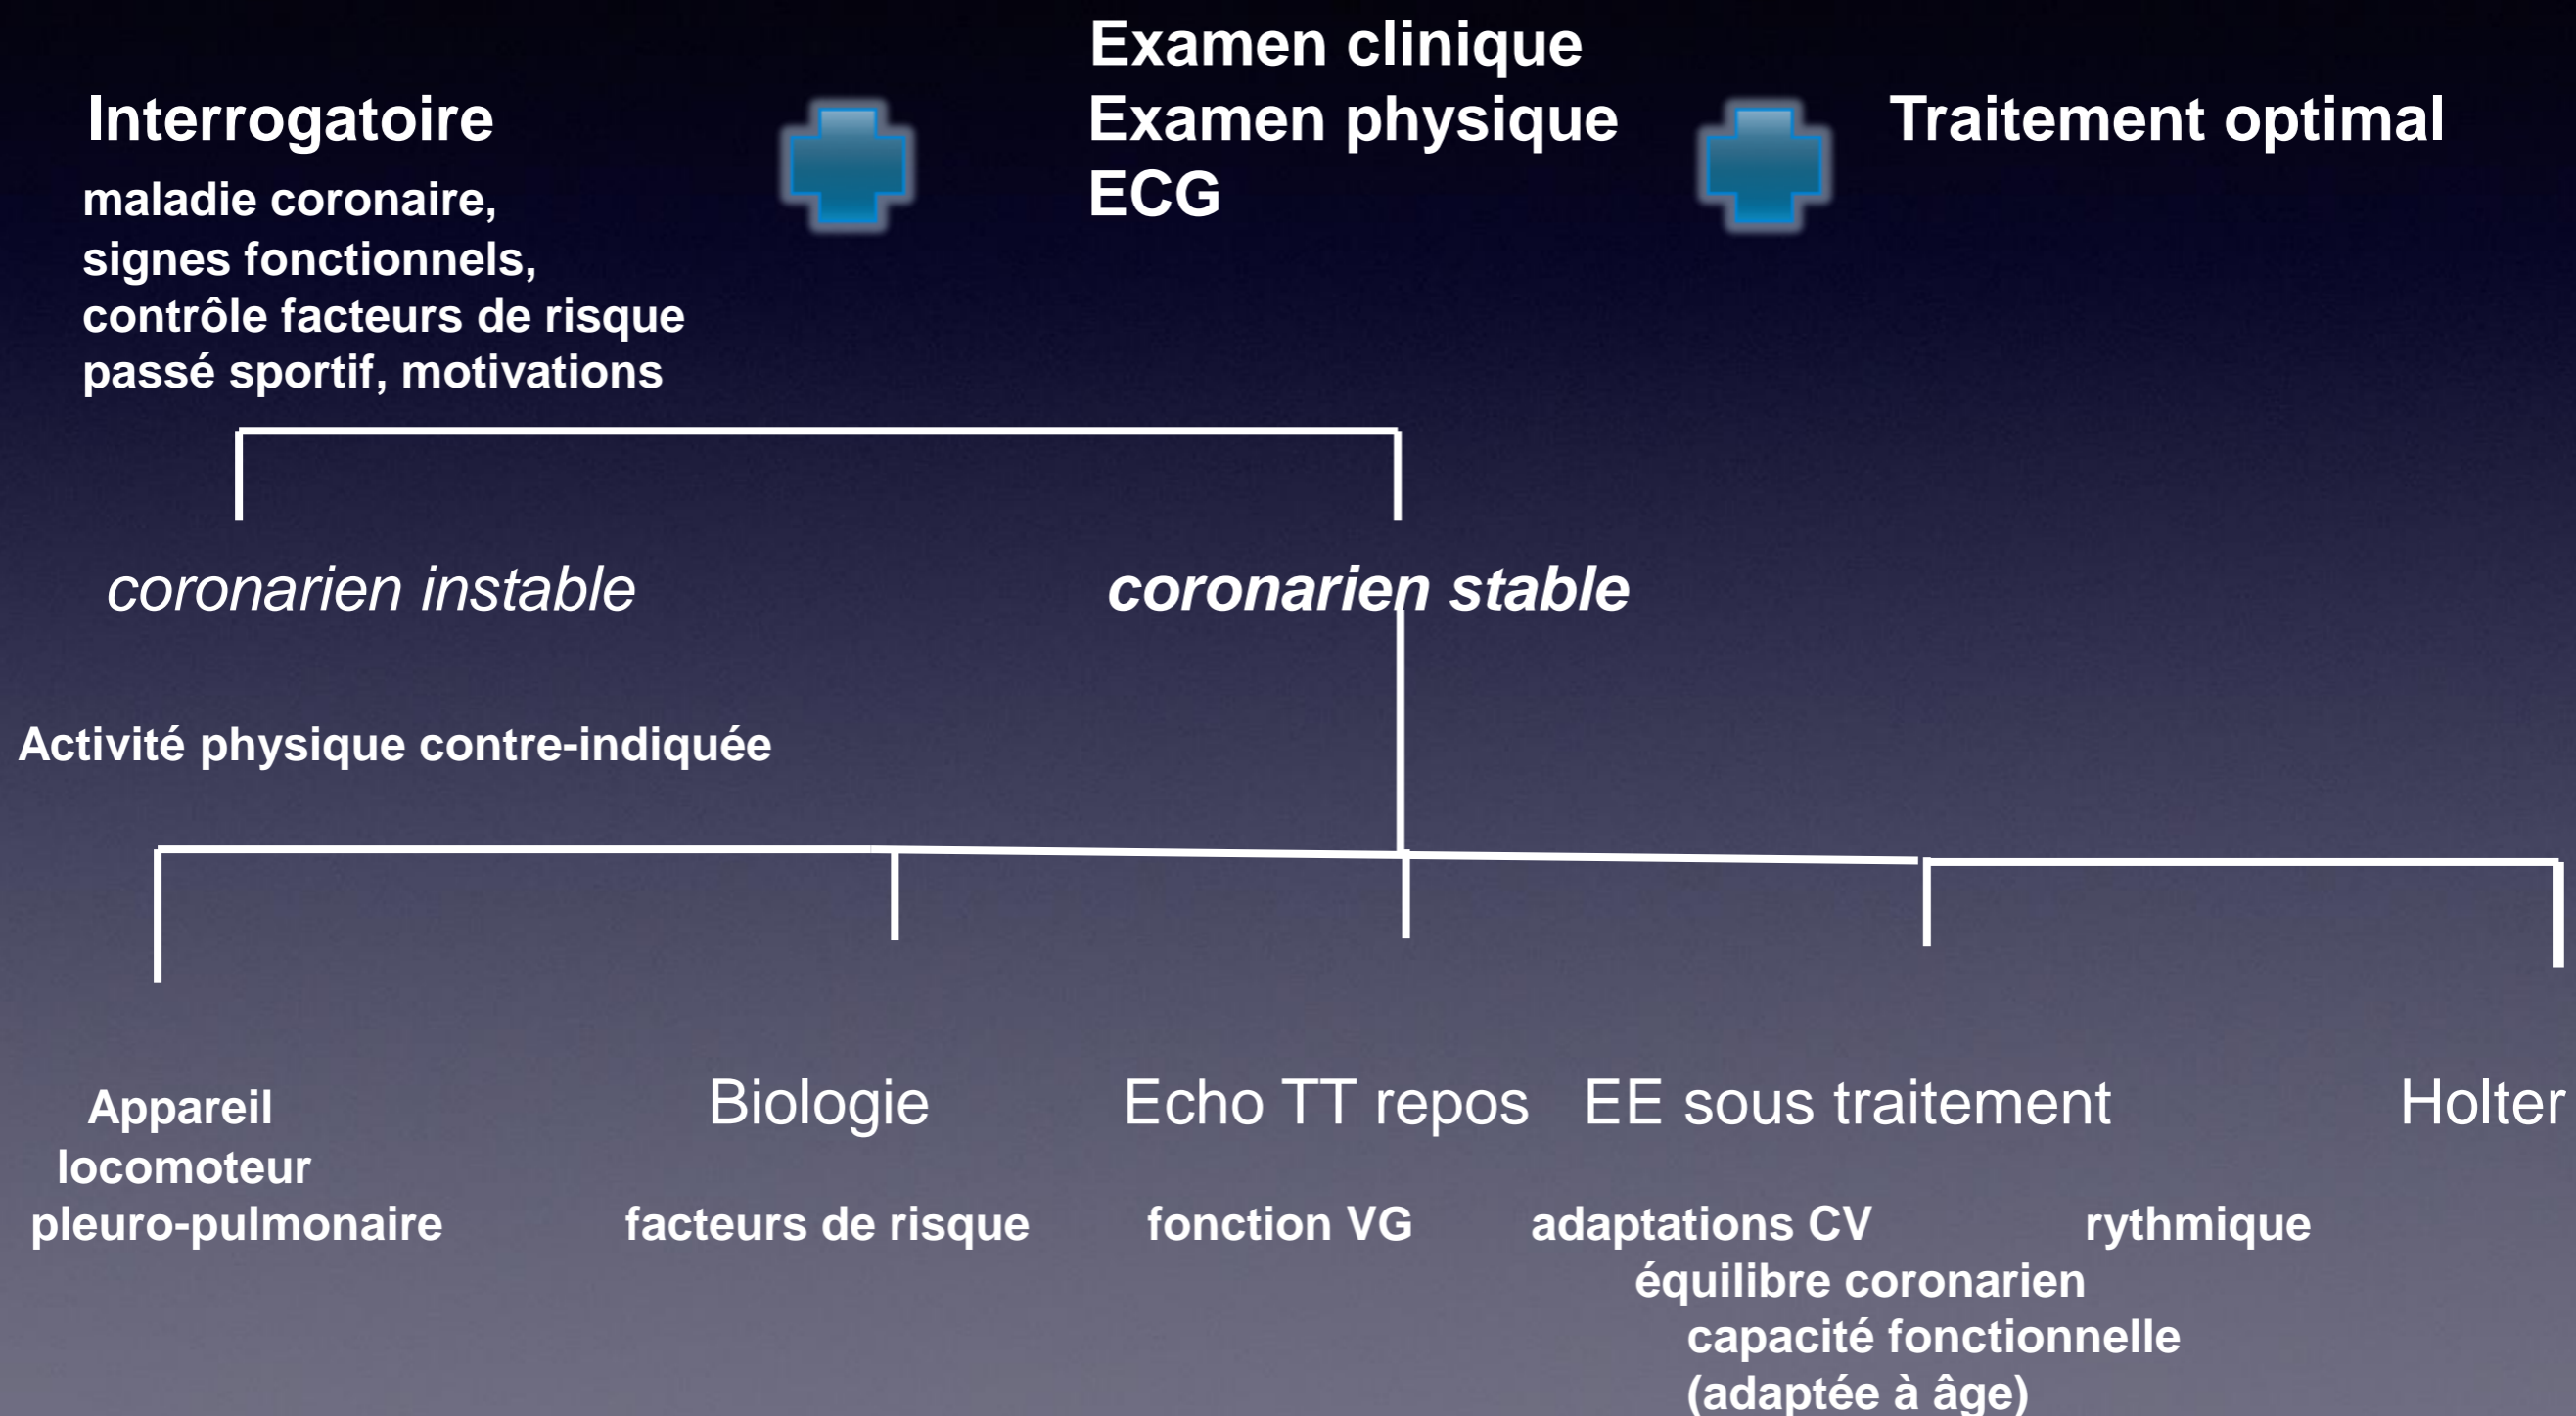 Interrogatoire
maladie coronaire,
signes fonctionnels,
contrôle facteurs de risque
passé sportif, motivations
Examen clinique
Examen physique
ECG
Traitement optimal
coronarien instable
coronarien stable
Activité physique contre-indiquée
Appareil
locomoteur
pleuro-pulmonaire
Biologie
facteurs de risque
Echo TT repos
fonction VG
EE sous traitement
adaptations CV
équilibre coronarien
capacité fonctionnelle
(adaptée à âge)
Holter
rythmique